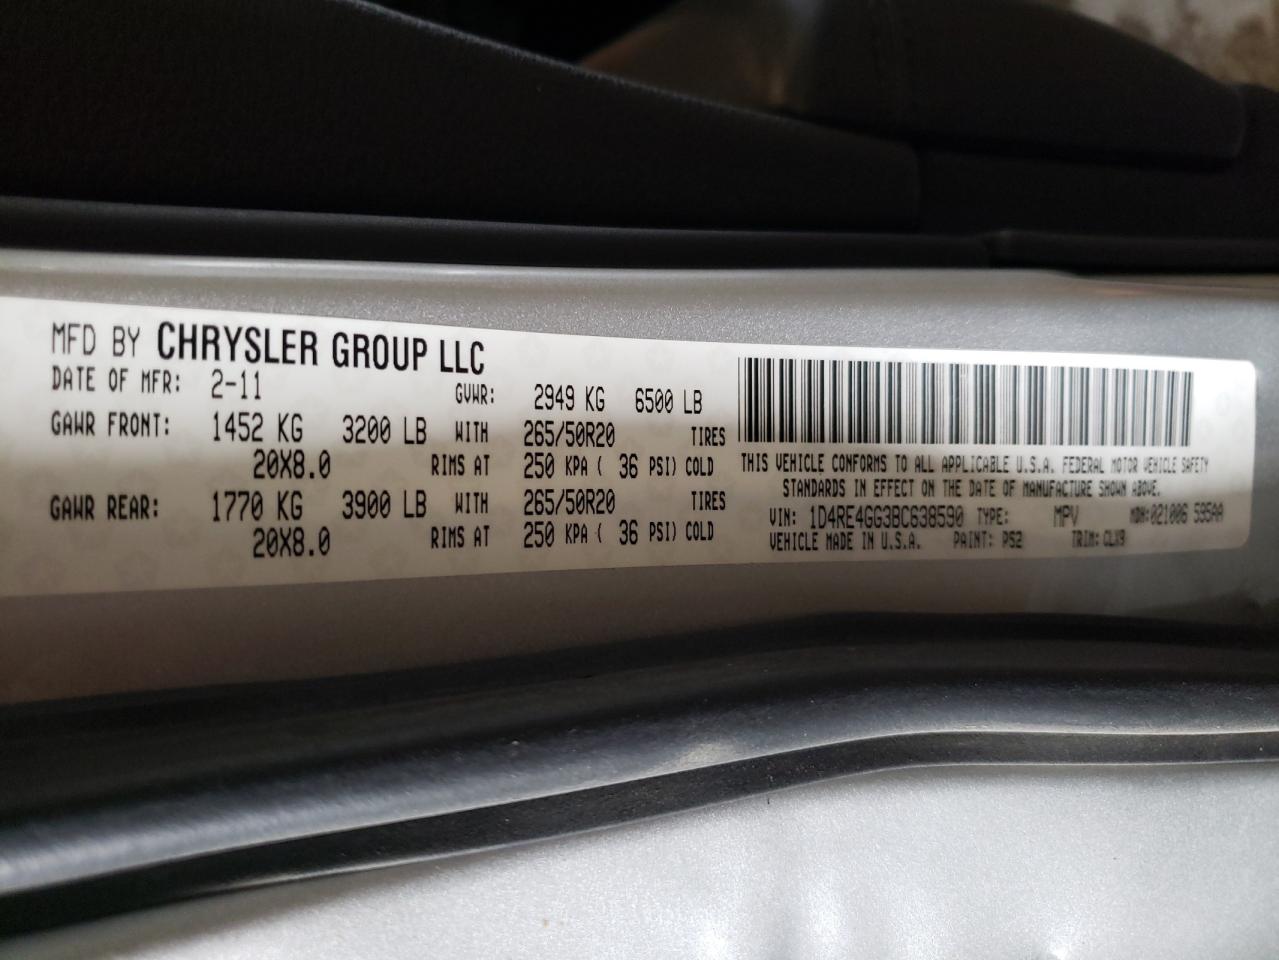 MFD BY CHRYSLER GROUP LLC
DATE OF MFR: 2-11 GVWR: 2949 KG 6500 LB
GAWR FRONT: 1452 KG 3200 LB WITH 265/50R20 TIRES
20X8.0 RIMS AT 250 KPA ( 36 PSI) COLD
GAWR REAR: 1770 KG 3900 LB WITH 265/50R20 TIRES
20X8.0 RIMS AT 250 KPA ( 36 PSI) COLD
THIS VEHICLE CONFORMS TO ALL APPLICABLE U.S.A. FEDERAL MOTOR VEHICLE SAFETY
STANDARDS IN EFFECT ON THE DATE OF MANUFACTURE SHOWN ABOVE.
VIN: 1D4RE4GG3BC638590 TYPE: MPV MDH:021006 595AA
VEHICLE MADE IN U.S.A. PAINT: PS2 TRIM: CLX9